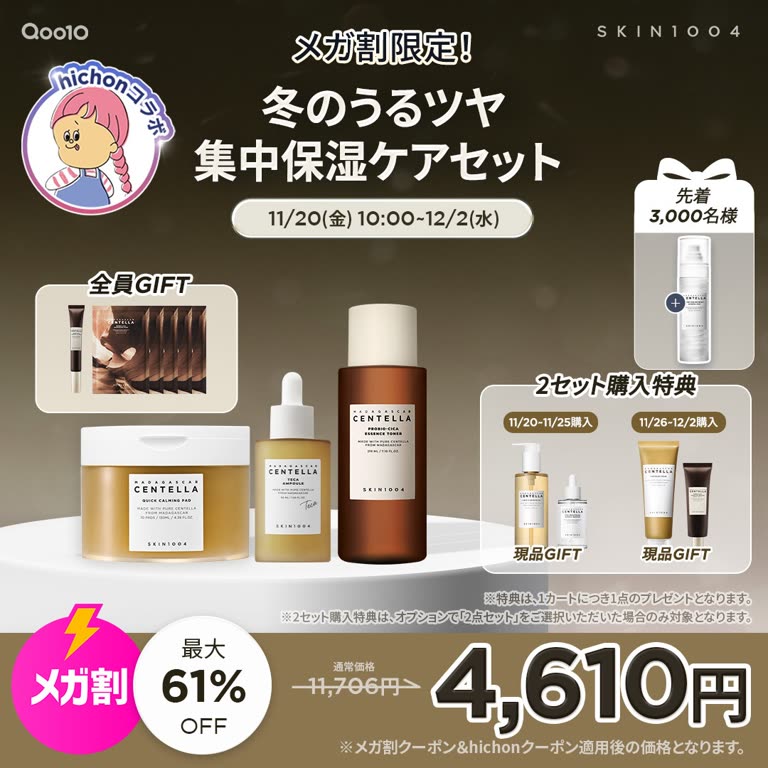 Qoo10
SKIN1004
メガ割限定！
hichonコラボ
冬のうるツヤ
集中保湿ケアセット
11/20(金) 10:00~12/2(水)
先着
3,000名様
全員GIFT
2セット購入特典
11/20~11/25購入
11/26~12/2購入
現品GIFT
現品GIFT
MADAGASCAR
CENTELLA
QUICK CALMING PAD
MADE WITH PURE CENTELLA
FROM MADAGASCAR
SKIN1004
MADAGASCAR
CENTELLA
TECA
AMPOULE
MADE WITH PURE CENTELLA
FROM MADAGASCAR
Teca
SKIN1004
MADAGASCAR
CENTELLA
PROBIO-CICA
ESSENCE TONER
MADE WITH PURE CENTELLA
FROM MADAGASCAR
SKIN1004
CENTELLA
※特典は、1カートにつき1点のプレゼントとなります。
※2セット購入特典は、オプションで「2点セット」をご選択いただいた場合のみ対象となります。
メガ割
最大
61%
OFF
通常価格
11,706円
4,610円
※メガ割クーポン&hichonクーポン適用後の価格となります。